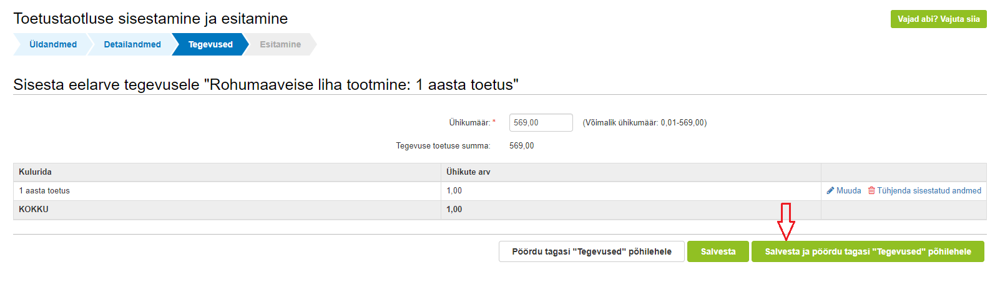 Toetustaotluse sisestamine ja esitamine
Vajad abi? Vajuta siia
Üldandmed Detailandmed Tegevused Esitamine
Sisesta eelarve tegevusele "Rohumaaveise liha tootmine: 1 aasta toetus"
Ühikumäär: * 569,00 (Võimalik ühikumäär: 0,01-569,00)
Tegevuse toetuse summa: 569,00
Kulurida Ühikute arv
1 aasta toetus 1,00 Muuda Tühjenda sisestatud andmed
KOKKU 1,00
Pöördu tagasi "Tegevused" põhilehele Salvesta Salvesta ja pöördu tagasi "Tegevused" põhilehele